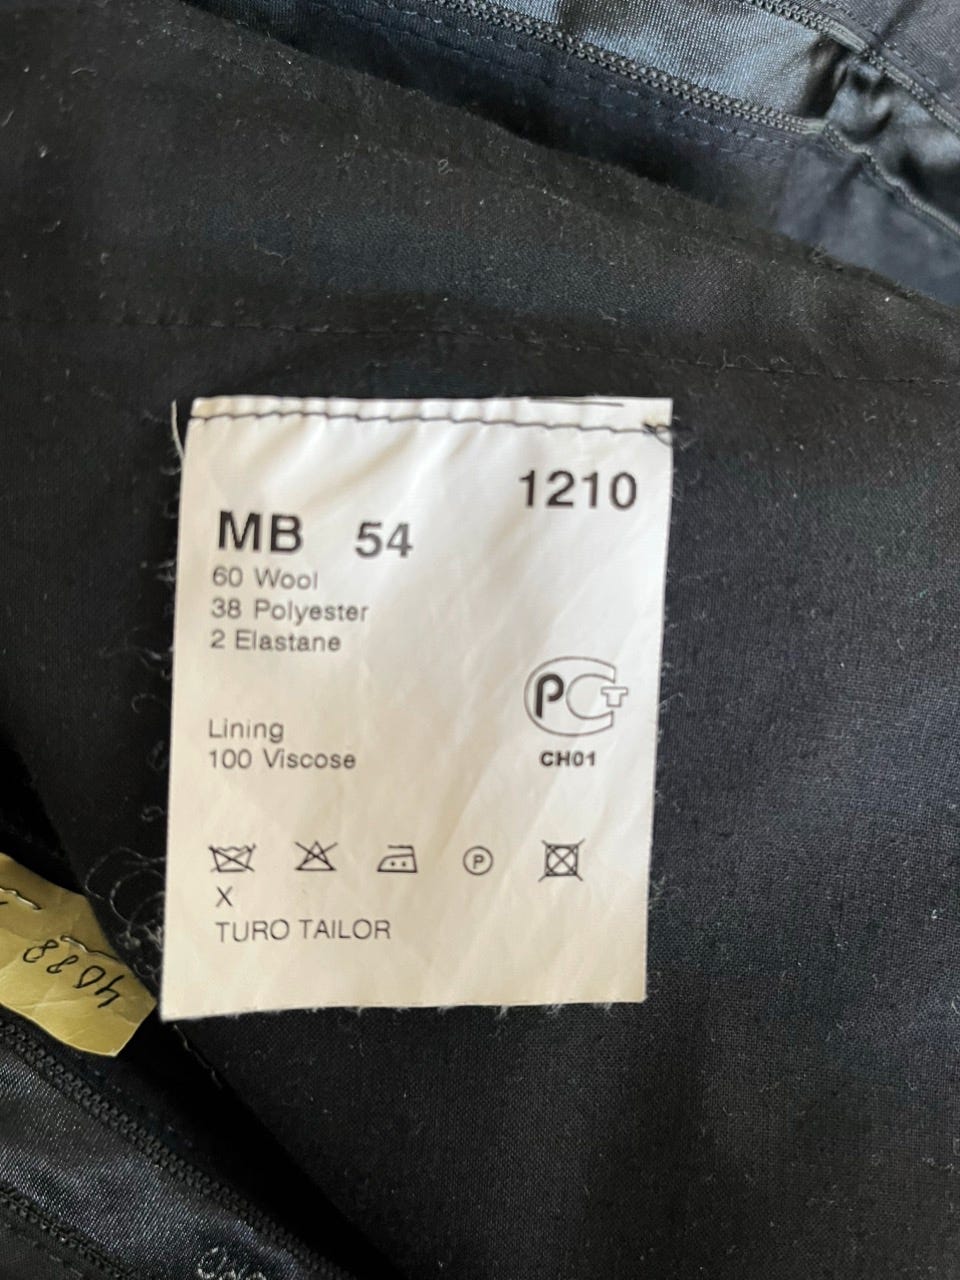 1210
MB 54
60 Wool
38 Polyester
2 Elastane
PCT
Lining
100 Viscose
CH01
P
X
TURO TAILOR
4088